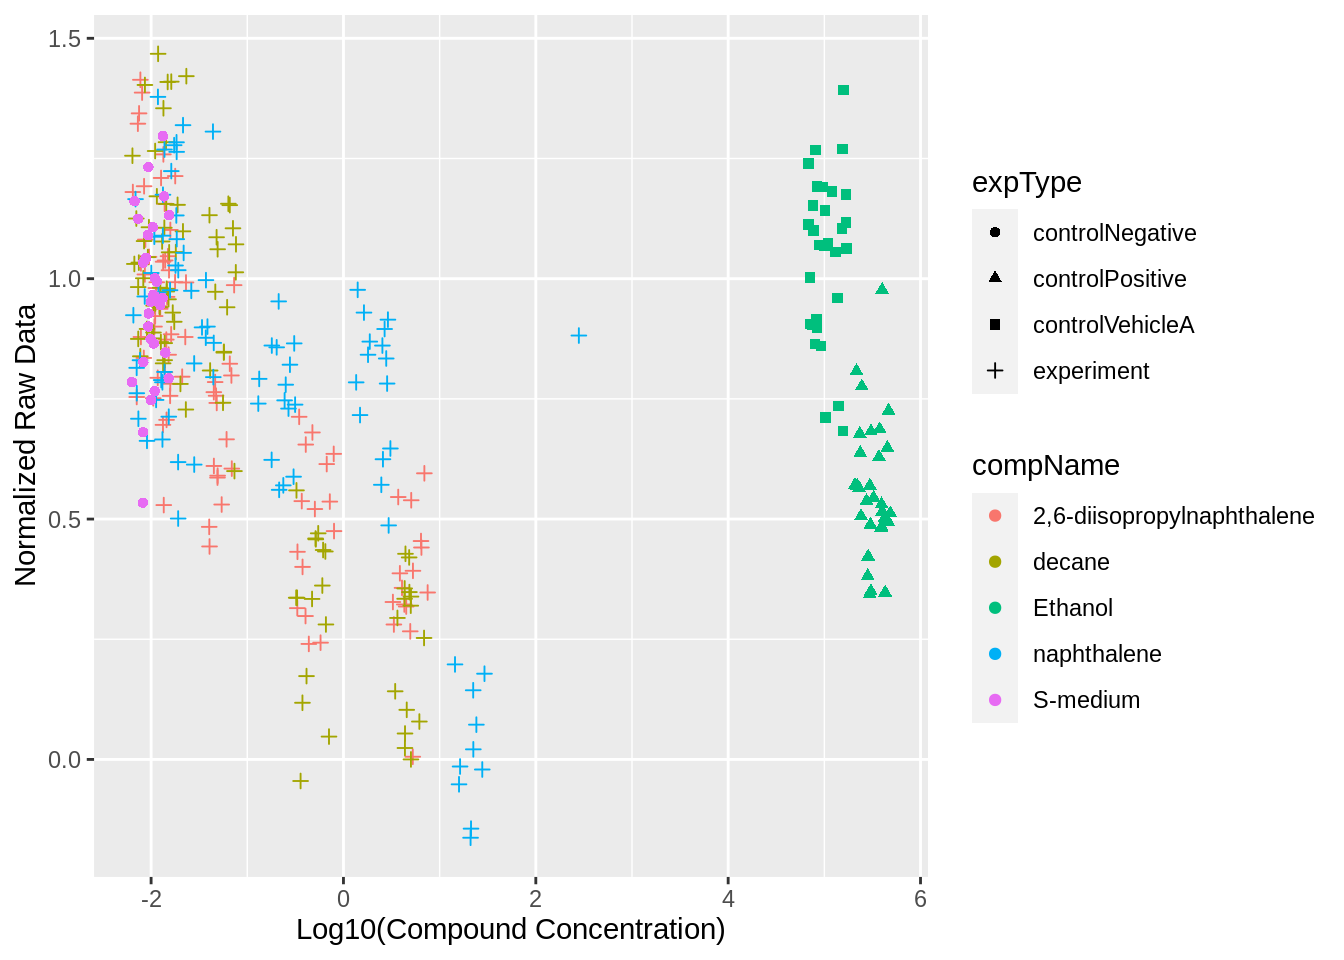 1.5
1.0
0.5
0.0
Normalized Raw Data
-2 0 2 4 6
Log10(Compound Concentration)
expType
controlNegative
controlPositive
controlVehicleA
experiment
compName
2,6-diisopropylnaphthalene
decane
Ethanol
naphthalene
S-medium